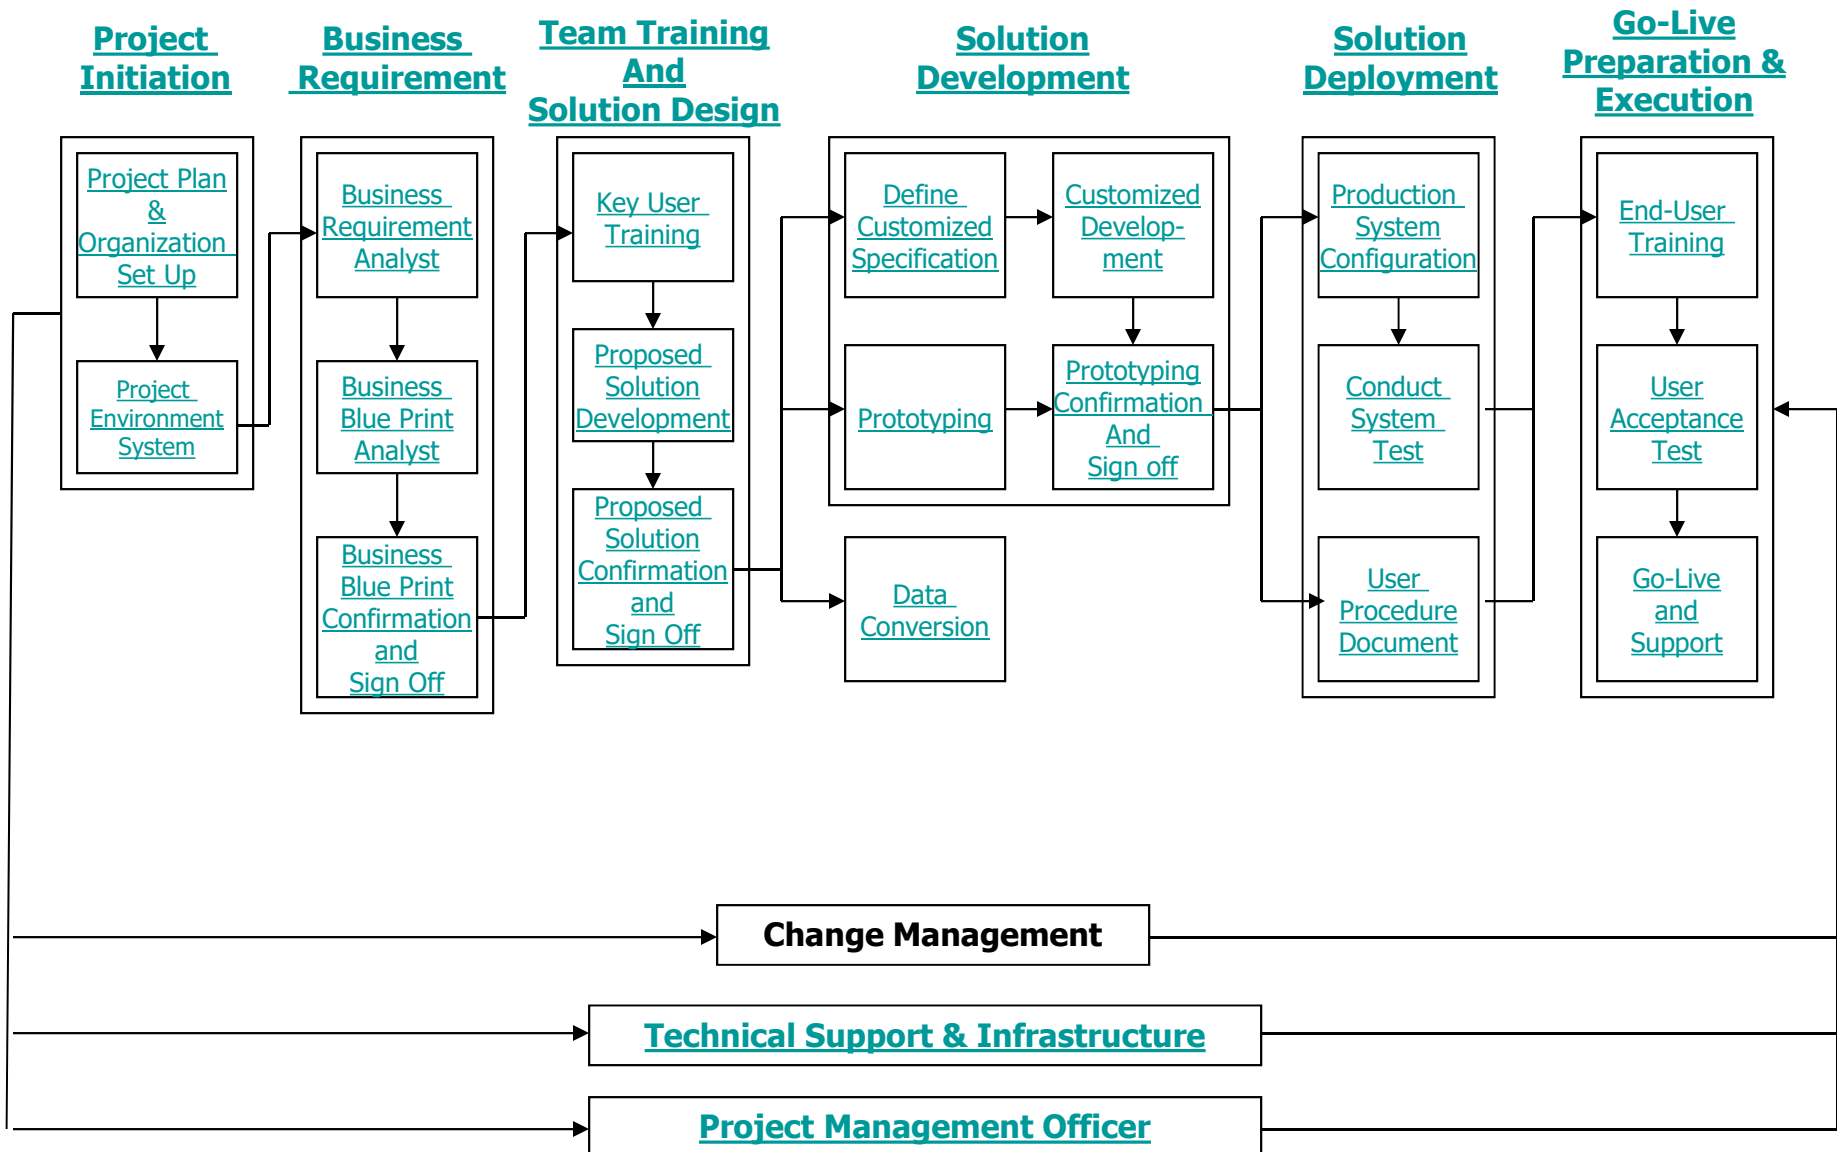 Project
Initiation
Business
Requirement
Team Training
And
Solution Design
Solution
Development
Solution
Deployment
Go-Live
Preparation &
Execution
Project Plan
&
Organization
Set Up
Project
Environment
System
Business
Requirement
Analyst
Business
Blue Print
Analyst
Business
Blue Print
Confirmation
and
Sign Off
Key User
Training
Proposed
Solution
Development
Proposed
Solution
Confirmation
and
Sign Off
Define
Customized
Specification
Customized
Develop-
ment
Prototyping
Prototyping
Confirmation
And
Sign off
Data
Conversion
Production
System
Configuration
Conduct
System
Test
User
Procedure
Document
End-User
Training
User
Acceptance
Test
Go-Live
and
Support
Change Management
Technical Support & Infrastructure
Project Management Officer